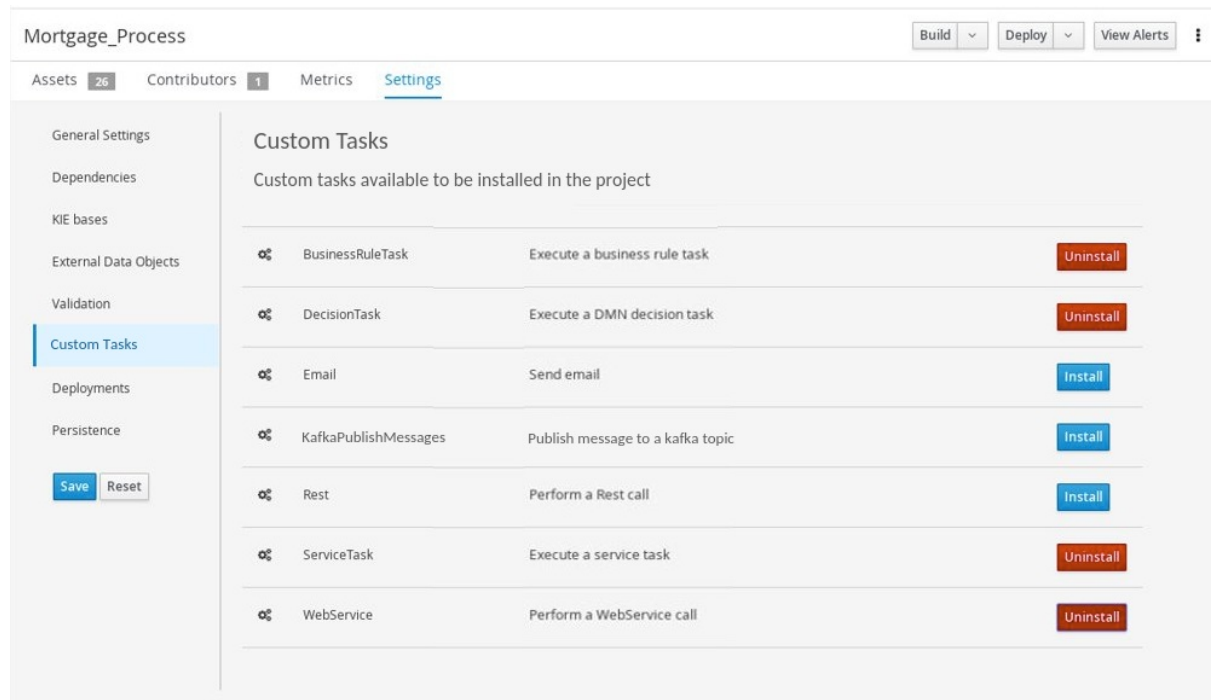 Mortgage_Process
Build
Deploy
View Alerts
Assets 26 Contributors 1 Metrics Settings
General Settings
Dependencies
KIE bases
External Data Objects
Validation
Custom Tasks
Deployments
Persistence
Save Reset
Custom Tasks
Custom tasks available to be installed in the project
BusinessRuleTask Execute a business rule task Uninstall
DecisionTask Execute a DMN decision task Uninstall
Email Send email Install
KafkaPublishMessages Publish message to a kafka topic Install
Rest Perform a Rest call Install
ServiceTask Execute a service task Uninstall
WebService Perform a WebService call Uninstall